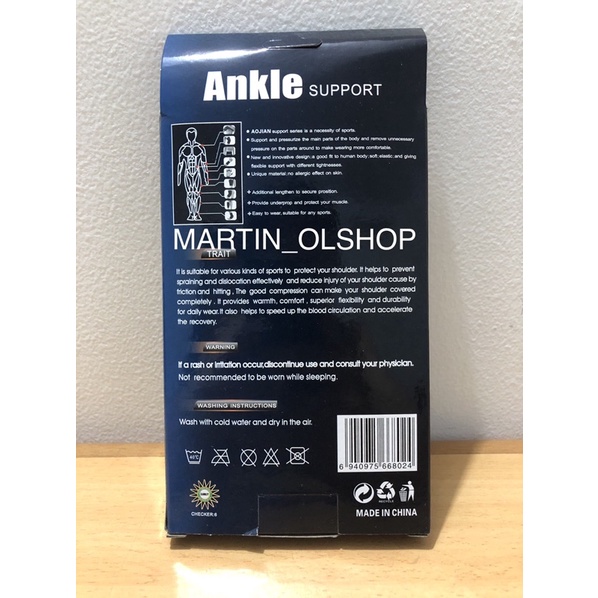 Ankle SUPPORT
● AOJIAN support series is a necessity of sports.
● Support and pressurize the main parts of the body and remove unnecessary
pressure on the parts around to make wearing more comfortable.
● New and innovative design: a good fit to human body; soft, elastic; and giving
flexible support with different tightnesses.
● Unique material: no allergic effect on skin.
● Additional lengthen to secure prosition.
● Provide underprop and protect your muscle.
● Easy to wear, suitable for any sports.
MARTIN_OLSHOP
TRAIT
It is suitable for various kinds of sports to protect your shoulder. It helps to prevent
spraining and dislocation effectively and reduce injury of your shoulder cause by
friction and hitting , The good compression can make your shoulder covered
completely . It provides warmth, comfort , superior flexibility and durability
for daily wear. It also helps to speed up the blood circulation and accelerate
the recovery.
WARNING
If a rash or irritation occur,discontinue use and consult your physician.
Not recommended to be worn while sleeping.
WASHING INSTRUCTIONS
Wash with cold water and dry in the air.
40℃
6 940975 668024
RECYCLE
CHECKER:6
MADE IN CHINA